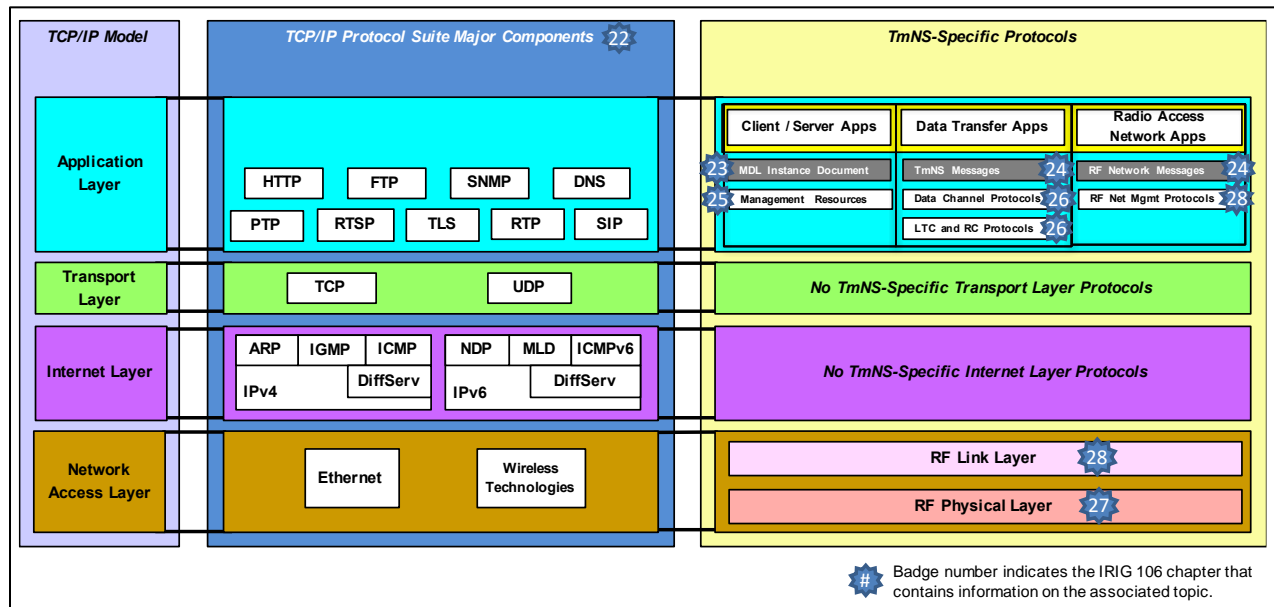 TCP/IP Model
TCP/IP Protocol Suite Major Components 22
TmNS-Specific Protocols
Application
Layer
HTTP
FTP
SNMP
DNS
PTP
RTSP
TLS
RTP
SIP
Client / Server Apps
Data Transfer Apps
Radio Access
Network Apps
23 MDL Instance Document
TmNS Messages 24
RF Network Messages 24
25 Management Resources
Data Channel Protocols 26
RF Net Mgmt Protocols 28
LTC and RC Protocols 26
Transport
Layer
TCP
UDP
No TmNS-Specific Transport Layer Protocols
Internet Layer
ARP
IGMP
ICMP
DiffServ
IPv4
NDP
MLD
ICMPv6
DiffServ
IPv6
No TmNS-Specific Internet Layer Protocols
Network
Access Layer
Ethernet
Wireless
Technologies
RF Link Layer 28
RF Physical Layer 27
# Badge number indicates the IRIG 106 chapter that
contains information on the associated topic.